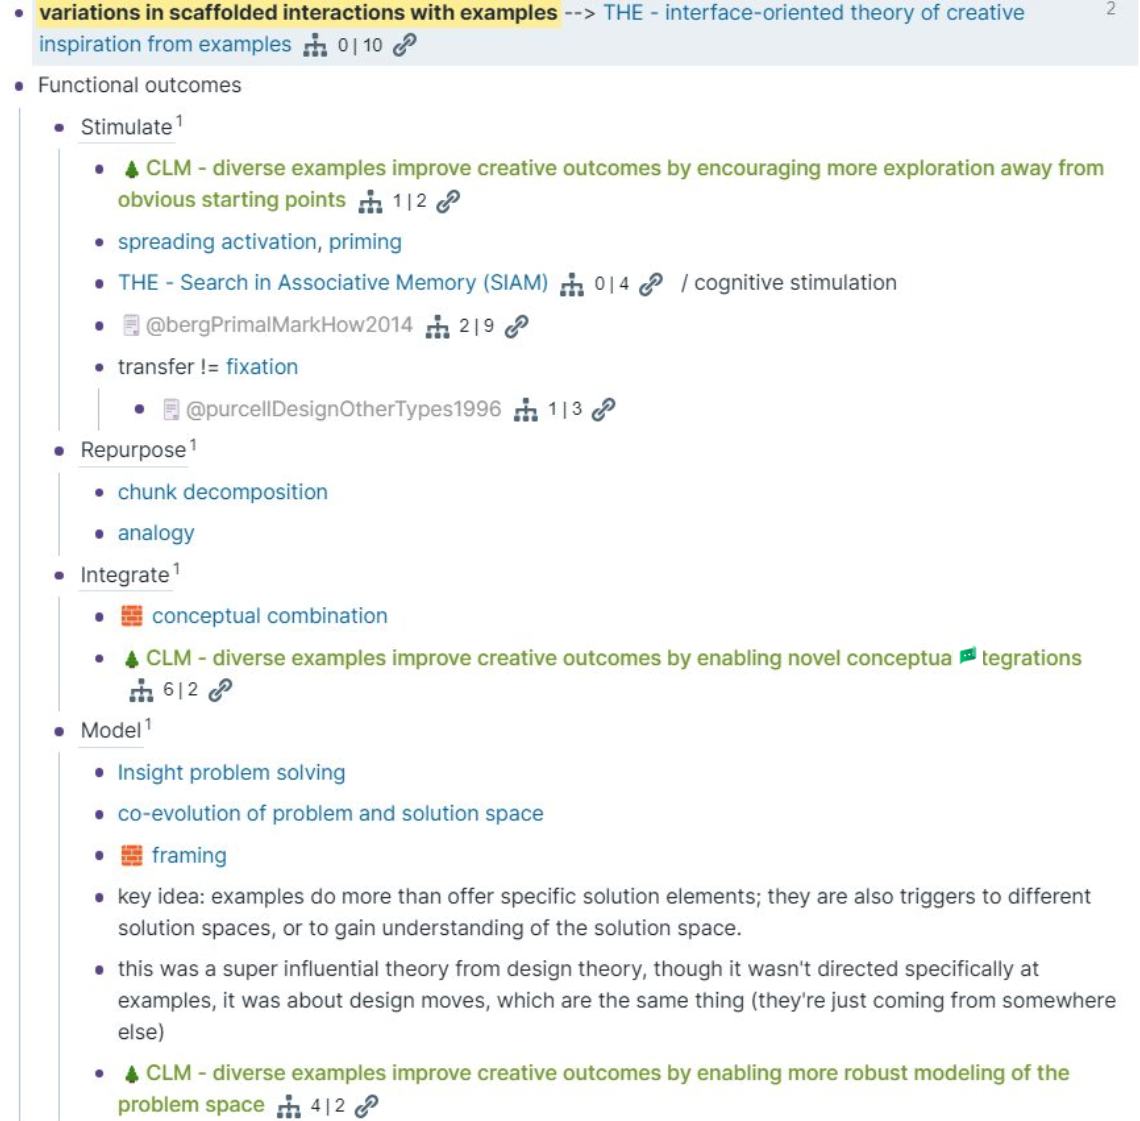 variations in scaffolded interactions with examples --> THE - interface-oriented theory of creative 2
inspiration from examples 0|10
Functional outcomes
Stimulate 1
CLM - diverse examples improve creative outcomes by encouraging more exploration away from
obvious starting points 1|2
spreading activation, priming
THE - Search in Associative Memory (SIAM) 0|4 / cognitive stimulation
@bergPrimalMarkHow2014 2|9
transfer != fixation
@purcellDesignOtherTypes1996 1|3
Repurpose 1
chunk decomposition
analogy
Integrate 1
conceptual combination
CLM - diverse examples improve creative outcomes by enabling novel conceptua tegrations
6|2
Model 1
Insight problem solving
co-evolution of problem and solution space
framing
key idea: examples do more than offer specific solution elements; they are also triggers to different
solution spaces, or to gain understanding of the solution space.
this was a super influential theory from design theory, though it wasn't directed specifically at
examples, it was about design moves, which are the same thing (they're just coming from somewhere
else)
CLM - diverse examples improve creative outcomes by enabling more robust modeling of the
problem space 4|2